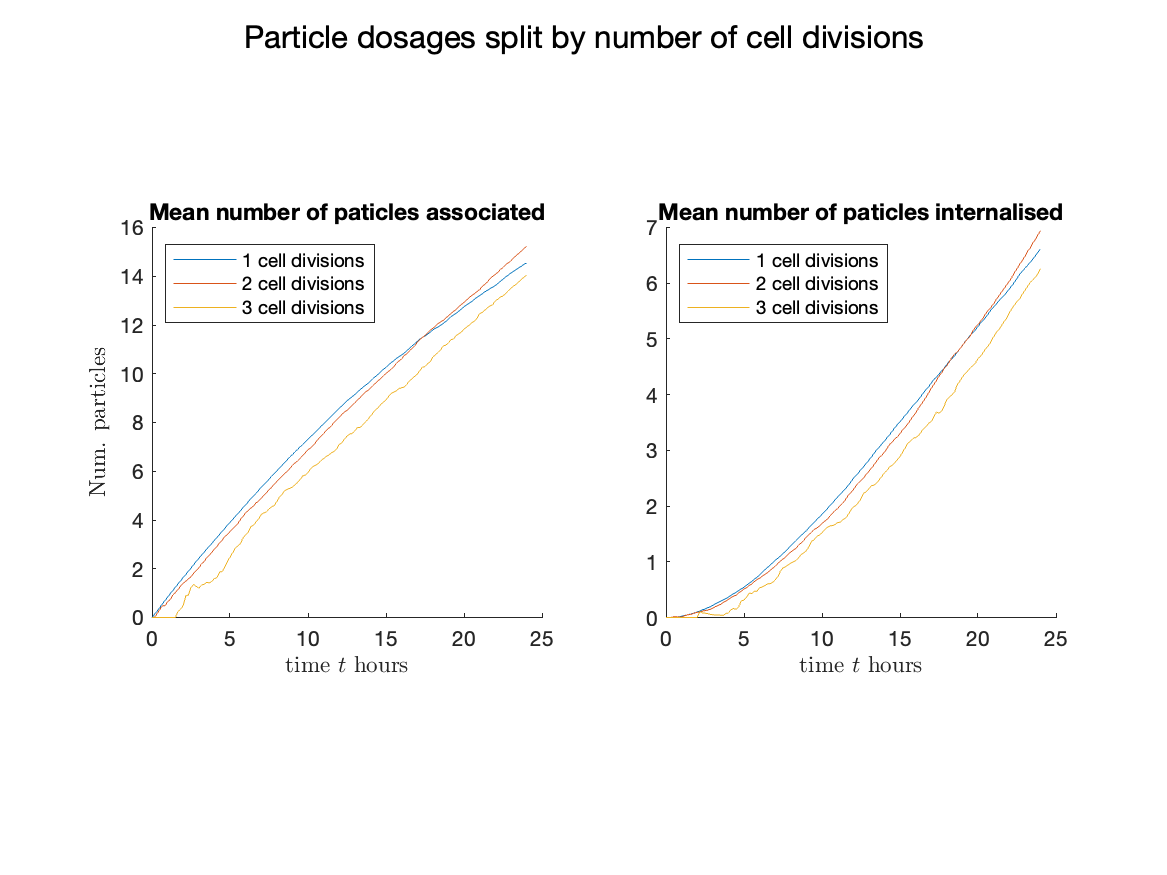 Particle dosages split by number of cell divisions
Mean number of paticles associated
16
14
12
10
8
6
4
2
0
Num. particles
1 cell divisions
2 cell divisions
3 cell divisions
0 5 10 15 20 25
time t hours
Mean number of paticles internalised
7
6
5
4
3
2
1
0
1 cell divisions
2 cell divisions
3 cell divisions
0 5 10 15 20 25
time t hours